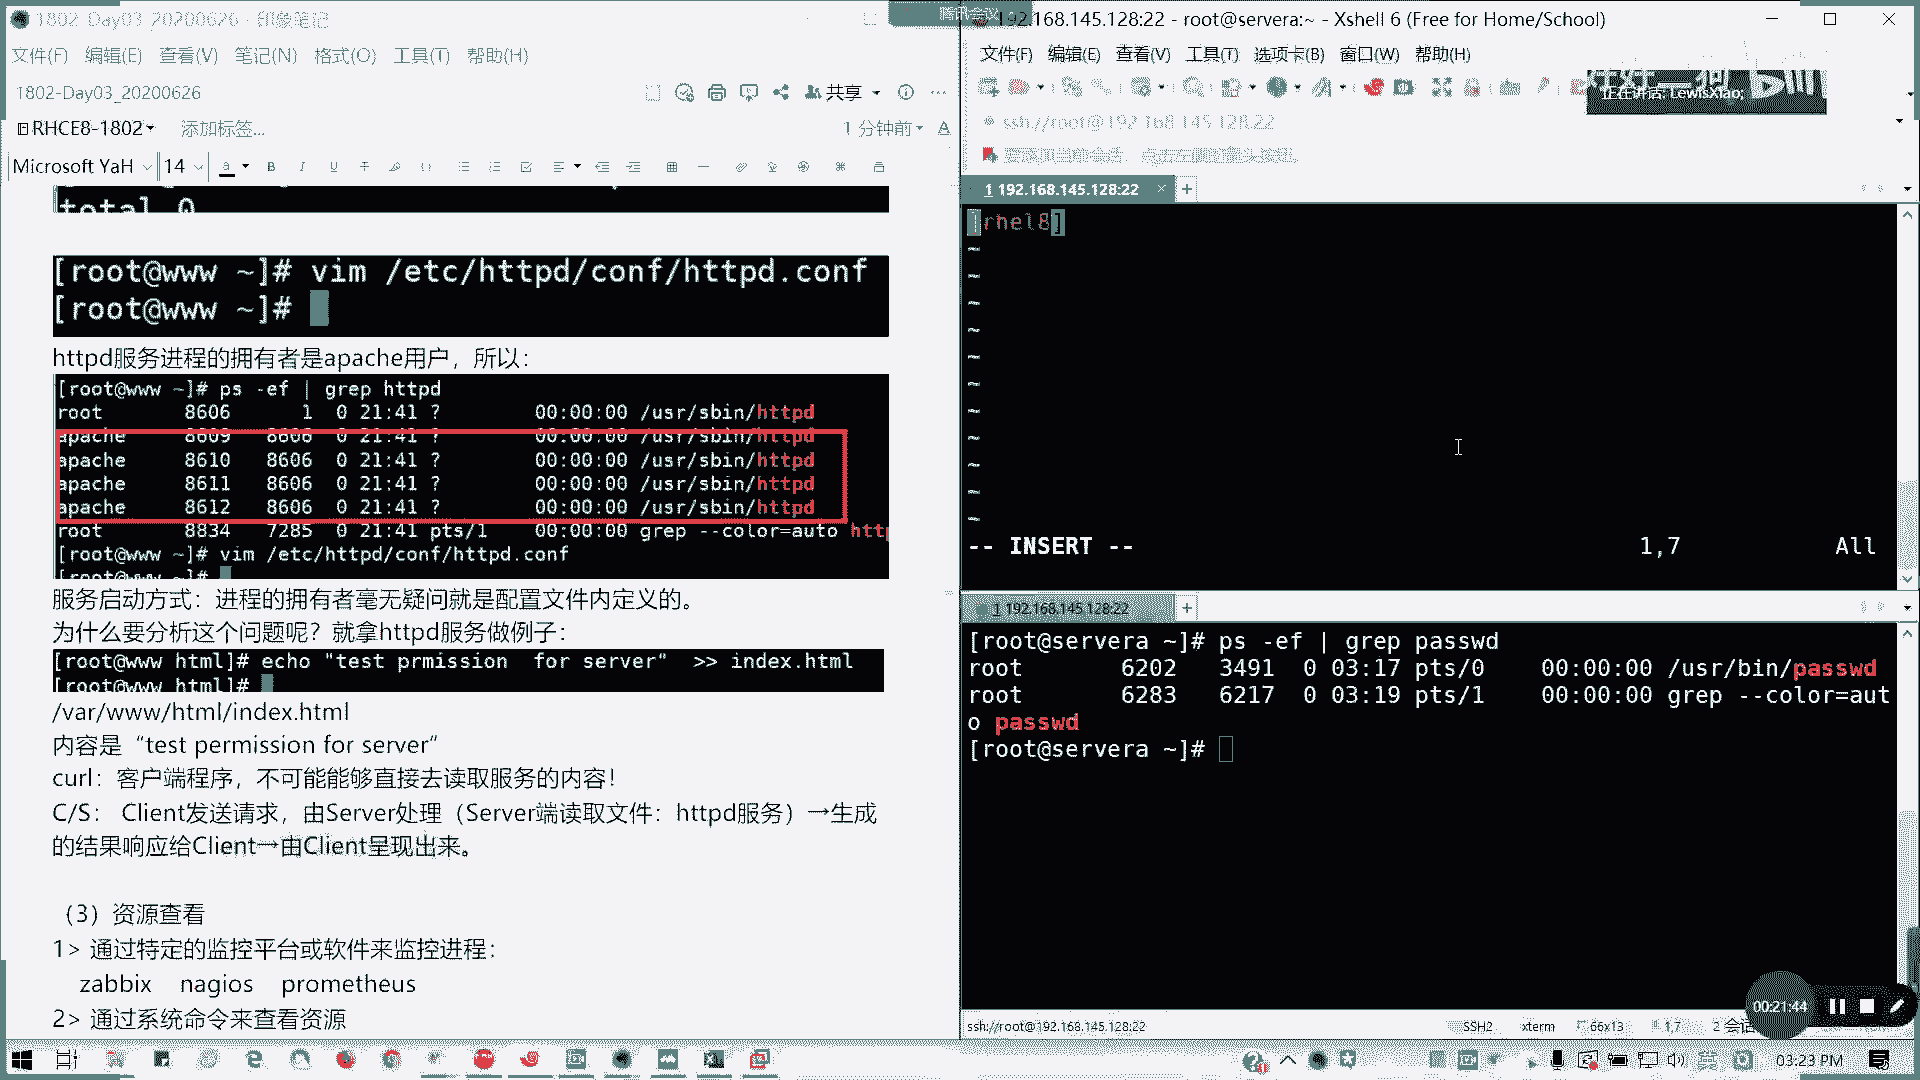 1802-Day03_20200626 - 印象笔记
文件(F) 编辑(E) 查看(V) 笔记(N) 格式(O) 工具(T) 帮助(H)
1802-Day03_20200626
共享
RHCE8-1802
添加标签...
1 分钟前
Microsoft YaH 14
total 0
[root@www ~]# vim /etc/httpd/conf/httpd.conf
[root@www ~]#
httpd服务进程的拥有者是apache用户，所以：
[root@www ~]# ps -ef | grep httpd
root 8606 1 0 21:41 ? 00:00:00 /usr/sbin/httpd
apache 8609 8606 0 21:41 ? 00:00:00 /usr/sbin/httpd
apache 8610 8606 0 21:41 ? 00:00:00 /usr/sbin/httpd
apache 8611 8606 0 21:41 ? 00:00:00 /usr/sbin/httpd
apache 8612 8606 0 21:41 ? 00:00:00 /usr/sbin/httpd
root 8834 7285 0 21:41 pts/1 00:00:00 grep --color=auto http
[root@www ~]# vim /etc/httpd/conf/httpd.conf
[root@www ~]#
服务启动方式：进程的拥有者毫无疑问就是配置文件内定义的。
为什么要分析这个问题呢？就拿httpd服务做例子：
[root@www html]# echo "test prmission for server" >> index.html
[root@www html]#
/var/www/html/index.html
内容是“test permission for server”
curl：客户端程序，不可能能够直接去读取服务的内容！
C/S： Client发送请求，由Server处理（Server端读取文件：httpd服务）→生成
的结果响应给Client→由Client呈现出来。
（3）资源查看
1> 通过特定的监控平台或软件来监控进程：
zabbix nagios prometheus
2> 通过系统命令来查看资源
腾讯会议
192.168.145.128:22 - root@servera:~ - Xshell 6 (Free for Home/School)
文件(F) 编辑(E) 查看(V) 工具(T) 选项卡(B) 窗口(W) 帮助(H)
正在讲话: LewisXiao;
ssh://root@192.168.145.128:22
1 192.168.145.128:22
[rhel8]
~
~
~
~
~
~
~
~
~
~
~
-- INSERT -- 1,7 All
1 192.168.145.128:22
[root@servera ~]# ps -ef | grep passwd
root 6202 3491 0 03:17 pts/0 00:00:00 /usr/bin/passwd
root 6283 6217 0 03:19 pts/1 00:00:00 grep --color=aut
o passwd
[root@servera ~]#
00:21:44
ssh://root@192.168.145.128:22 SSH2 xterm 66x13 1,7 2 会话
英
03:23 PM